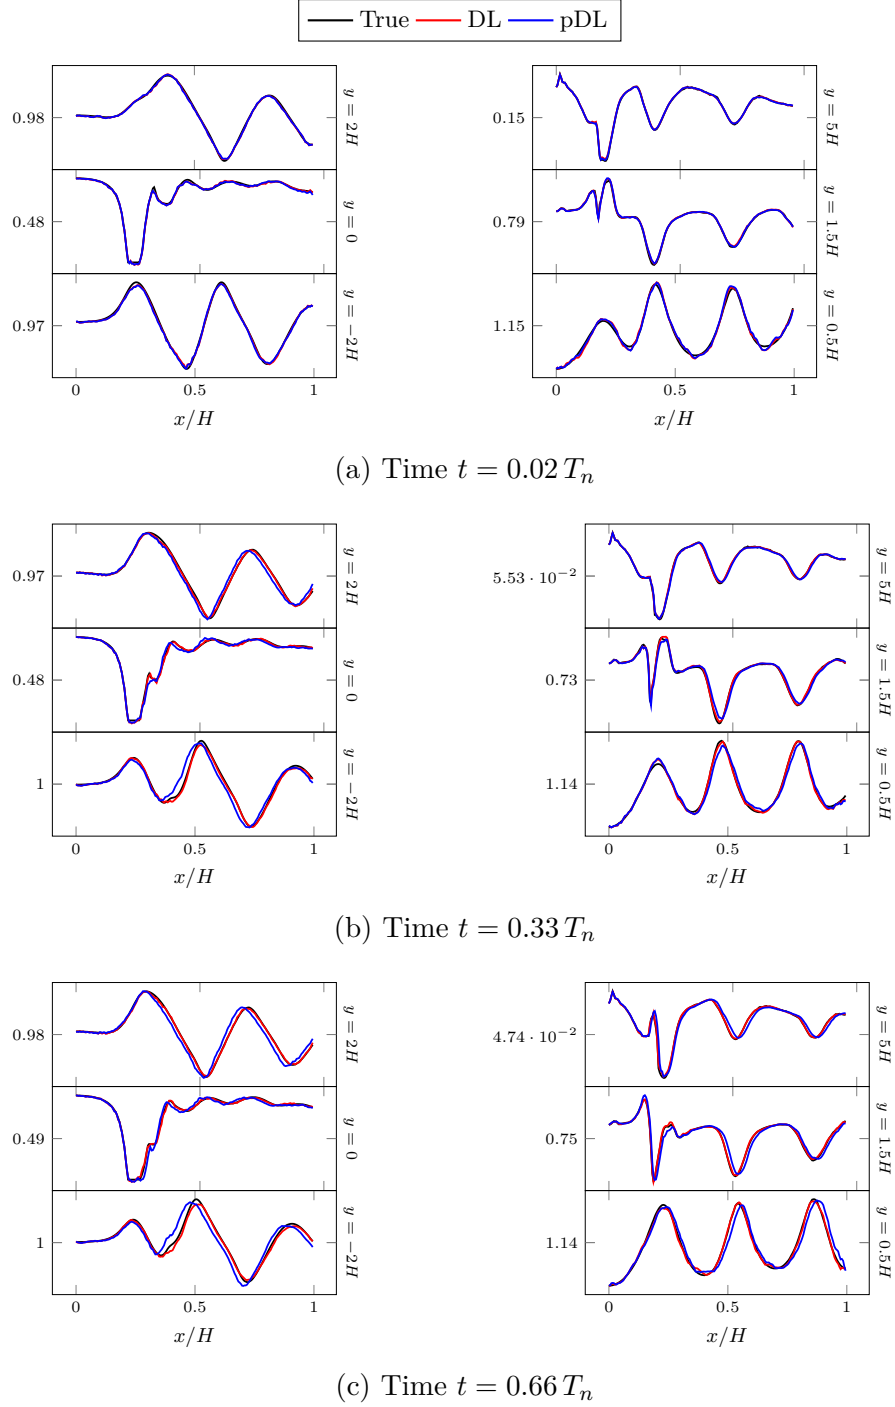 True DL pDL
0.98
y = 2H
0.48
y = 0
0.97
y = −2H
0 0.5 1
x/H
0.15
y = 5H
0.79
y = 1.5H
1.15
y = 0.5H
0 0.5 1
x/H
(a) Time t = 0.02 Tₙ
0.97
y = 2H
0.48
y = 0
1
y = −2H
0 0.5 1
x/H
5.53 · 10⁻²
y = 5H
0.73
y = 1.5H
1.14
y = 0.5H
0 0.5 1
x/H
(b) Time t = 0.33 Tₙ
0.98
y = 2H
0.49
y = 0
1
y = −2H
0 0.5 1
x/H
4.74 · 10⁻²
y = 5H
0.75
y = 1.5H
1.14
y = 0.5H
0 0.5 1
x/H
(c) Time t = 0.66 Tₙ